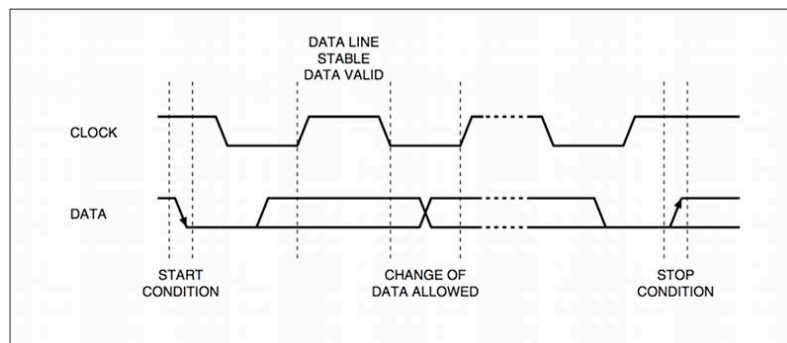 DATA LINE
STABLE
DATA VALID
CLOCK
DATA
START
CONDITION
CHANGE OF
DATA ALLOWED
STOP
CONDITION